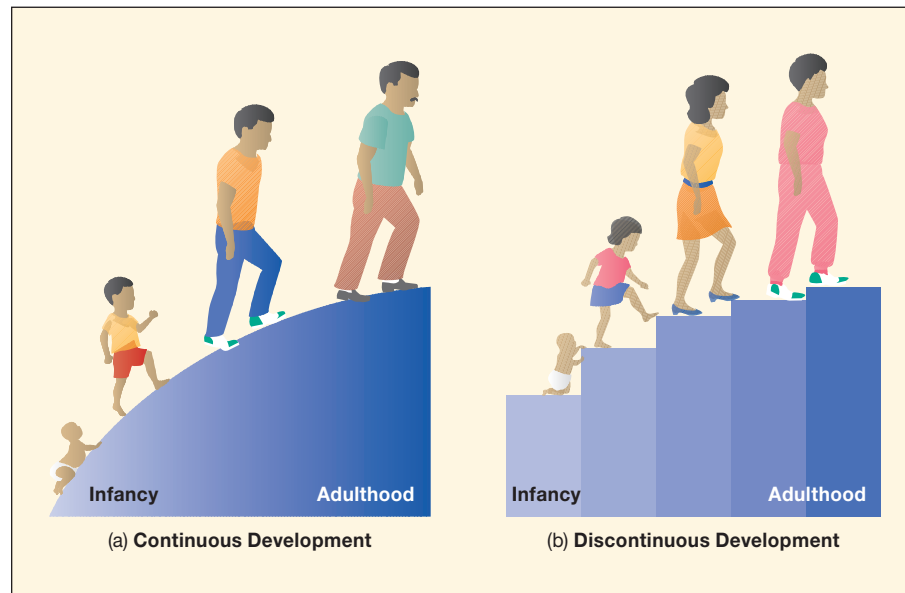 Infancy
Adulthood
(a) Continuous Development
Infancy
Adulthood
(b) Discontinuous Development